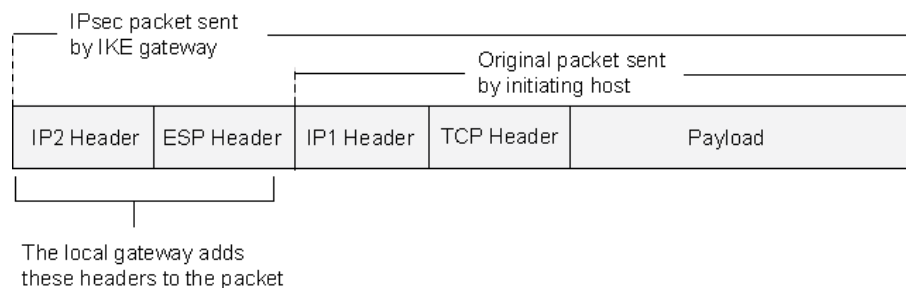 IPsec packet sent
by IKE gateway
Original packet sent
by initiating host
IP2 Header
ESP Header
IP1 Header
TCP Header
Payload
The local gateway adds
these headers to the packet